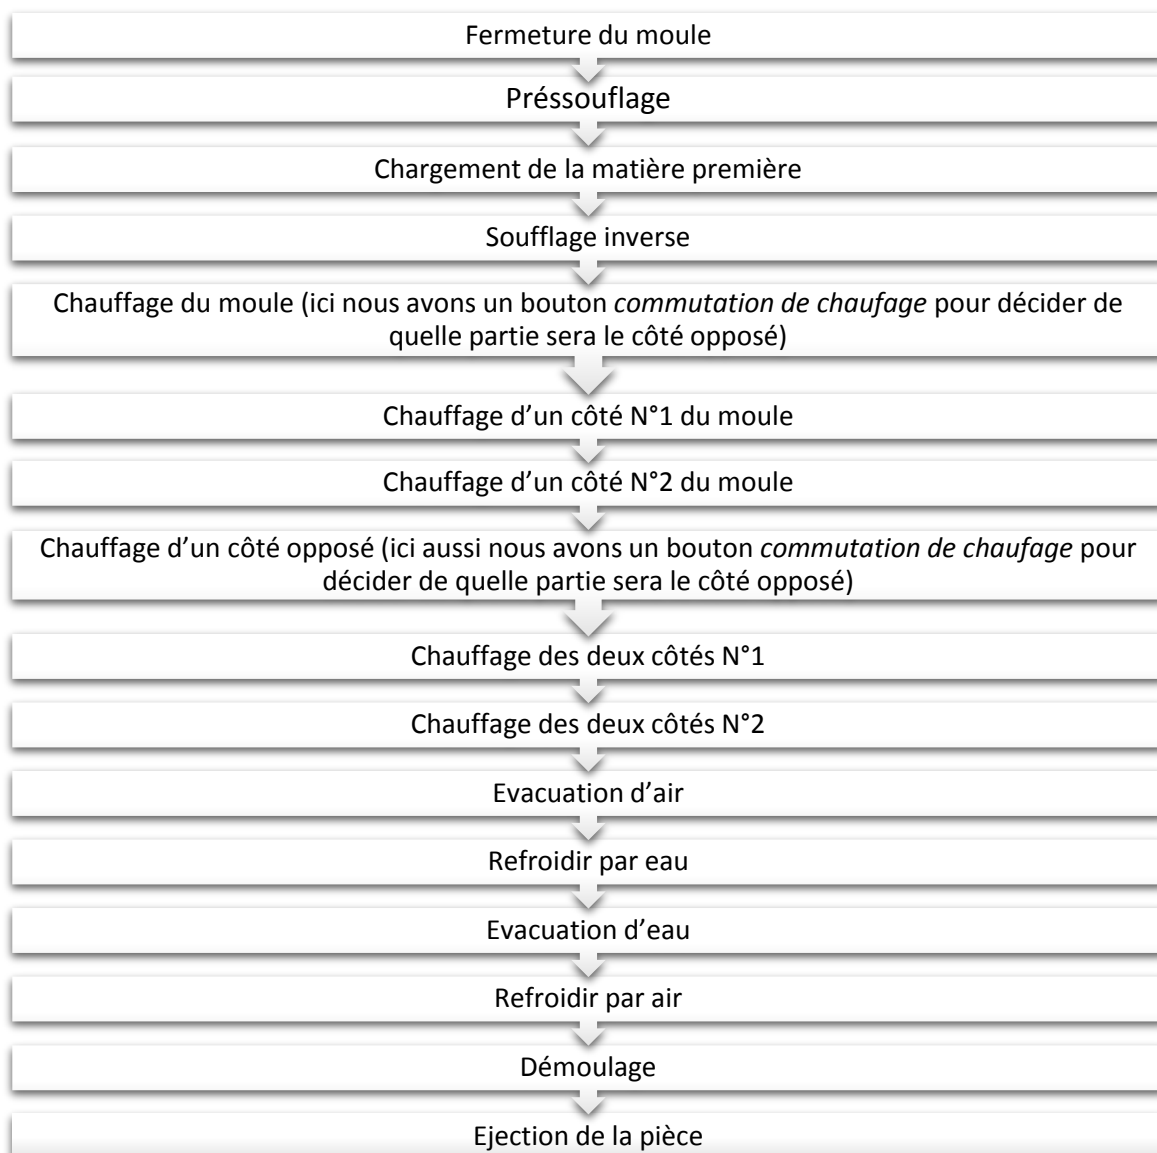 Fermeture du moule
Préssouflage
Chargement de la matière première
Soufflage inverse
Chauffage du moule (ici nous avons un bouton commutation de chaufage pour décider de
quelle partie sera le côté opposé)
Chauffage d’un côté N°1 du moule
Chauffage d’un côté N°2 du moule
Chauffage d’un côté opposé (ici aussi nous avons un bouton commutation de chaufage pour
décider de quelle partie sera le côté opposé)
Chauffage des deux côtés N°1
Chauffage des deux côtés N°2
Evacuation d’air
Refroidir par eau
Evacuation d’eau
Refroidir par air
Démoulage
Ejection de la pièce